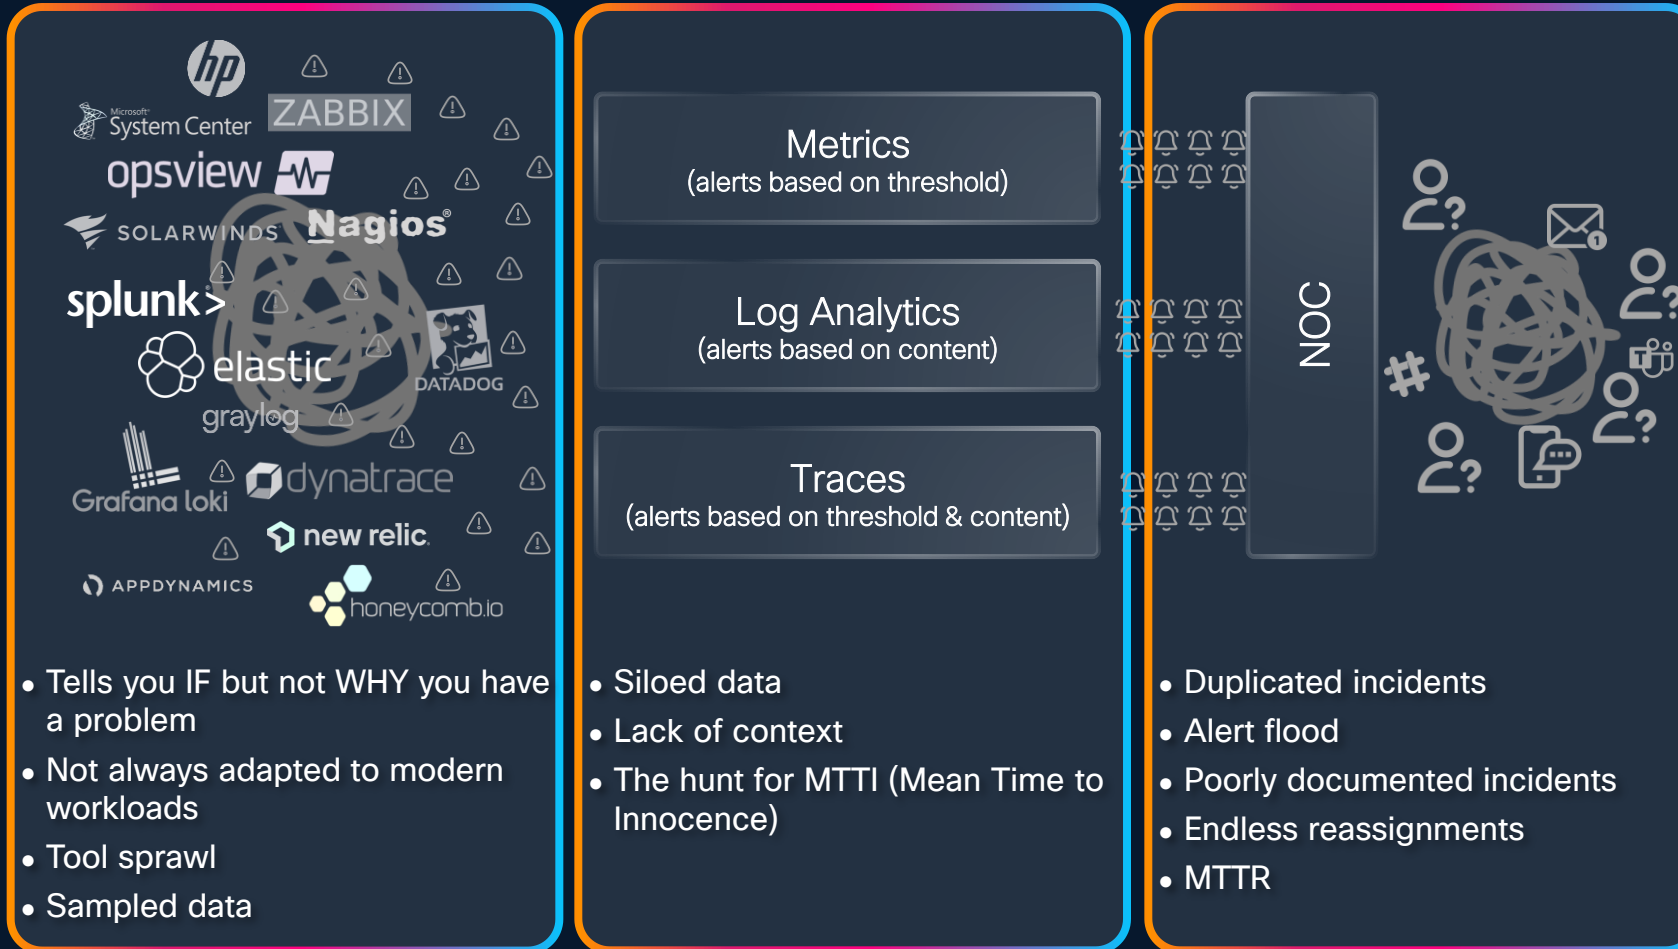 hp
Microsoft®
System Center
ZABBIX
opsview
SOLARWINDS
Nagios®
splunk>
elastic
DATADOG
graylog
Grafana loki
dynatrace
new relic.
APPDYNAMICS
honeycomb.io
• Tells you IF but not WHY you have
a problem
• Not always adapted to modern
workloads
• Tool sprawl
• Sampled data
Metrics
(alerts based on threshold)
Log Analytics
(alerts based on content)
Traces
(alerts based on threshold & content)
• Siloed data
• Lack of context
• The hunt for MTTI (Mean Time to
Innocence)
NOC
?
1
?
T
#
?
?
• Duplicated incidents
• Alert flood
• Poorly documented incidents
• Endless reassignments
• MTTR